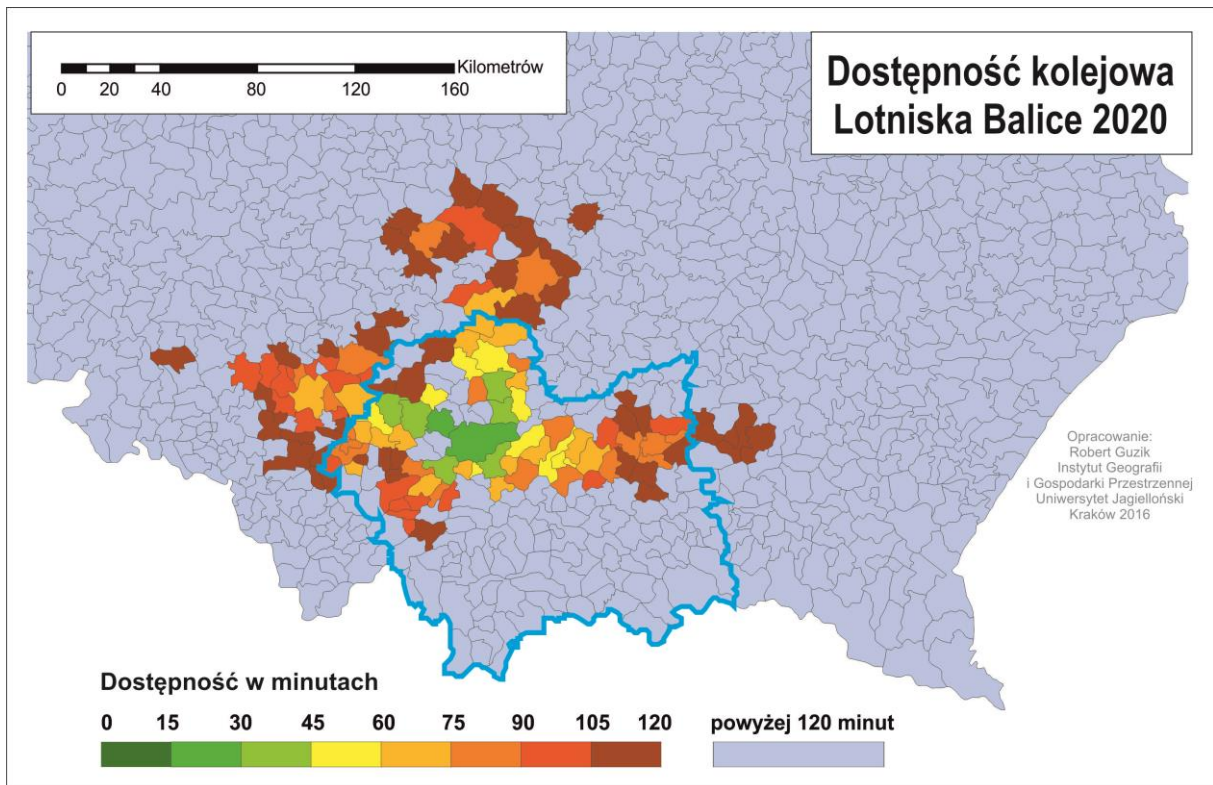 Kilometrów
0 20 40 80 120 160
Dostępność kolejowa
Lotniska Balice 2020
Opracowanie:
Robert Guzik
Instytut Geografii
i Gospodarki Przestrzennej
Uniwersytet Jagielloński
Kraków 2016
Dostępność w minutach
0 15 30 45 60 75 90 105 120 powyżej 120 minut